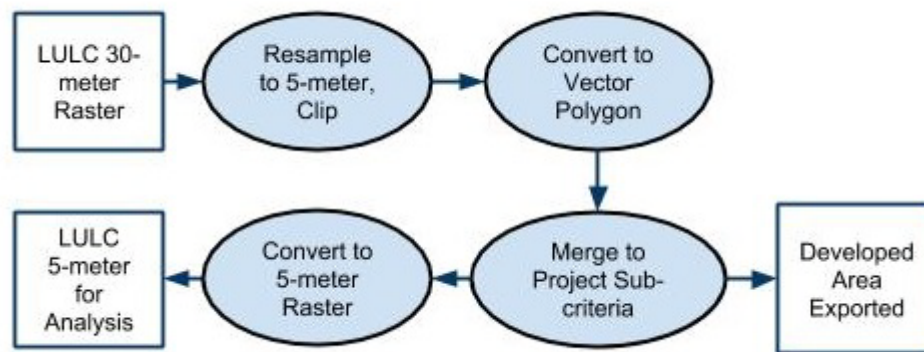 LULC 30-
meter
Raster
Resample
to 5-meter,
Clip
Convert to
Vector
Polygon
LULC
5-meter
for
Analysis
Convert to
5-meter
Raster
Merge to
Project Sub-
criteria
Developed
Area
Exported